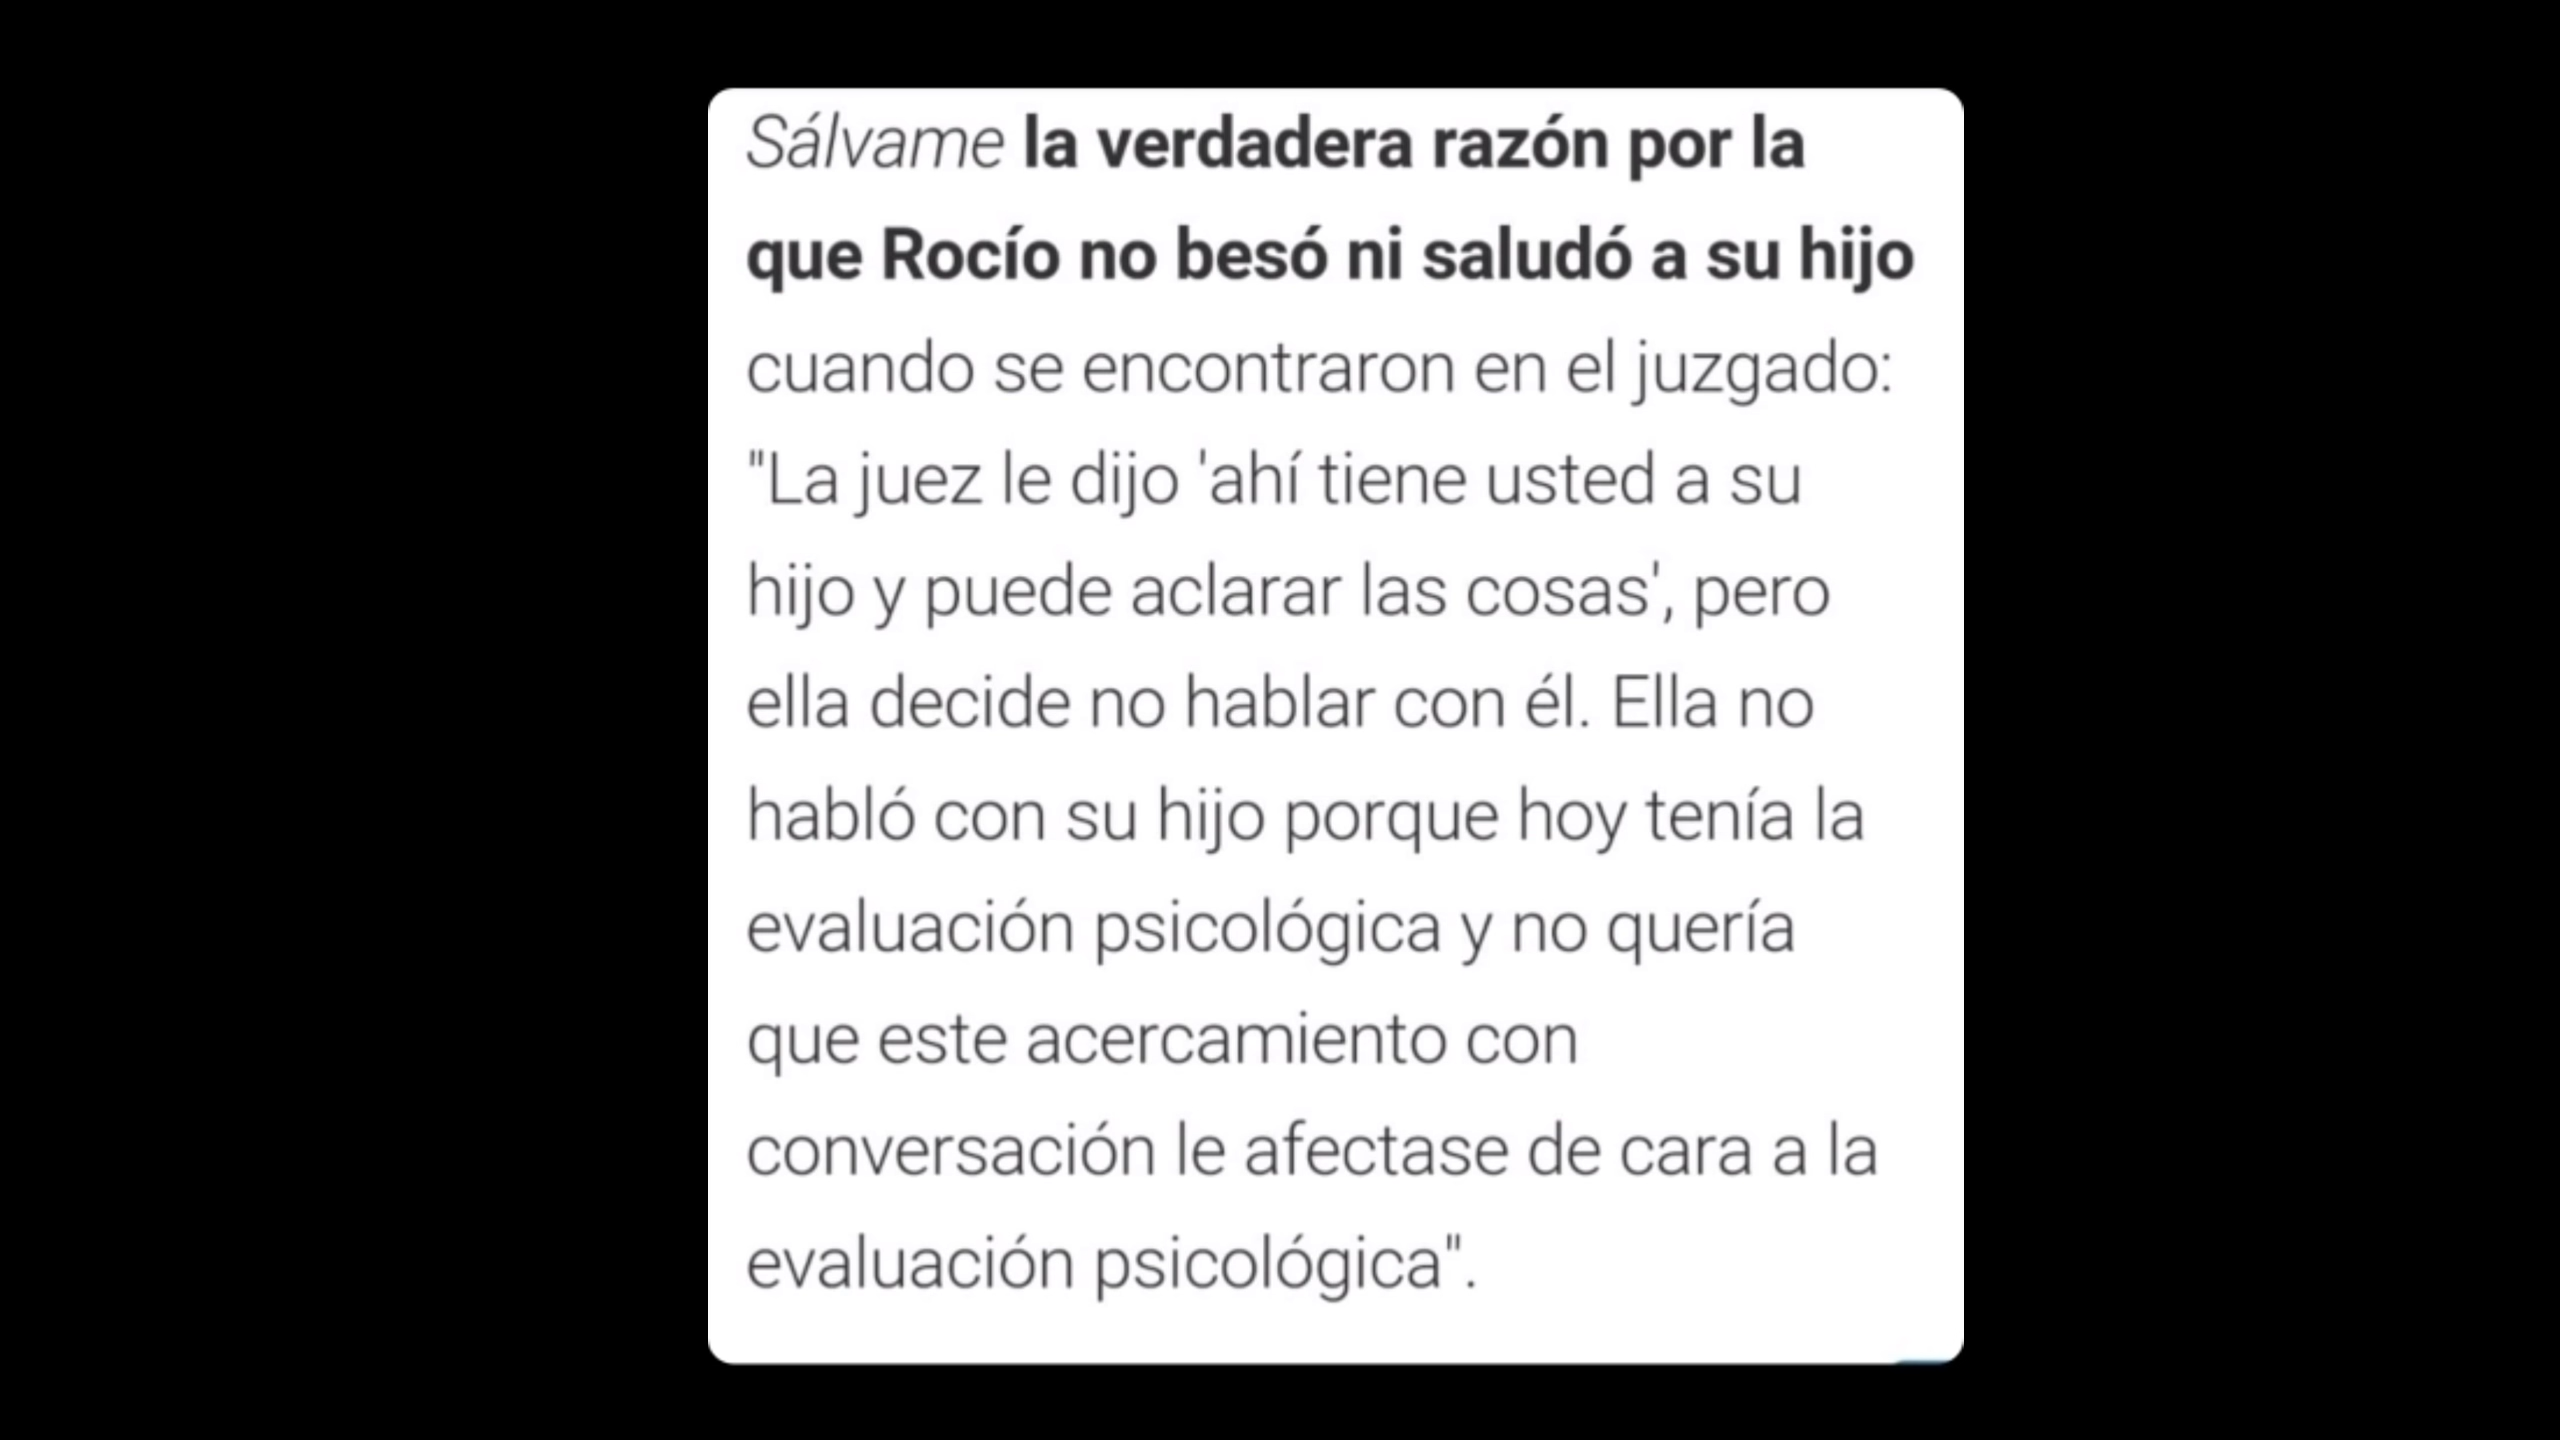 Sálvame la verdadera razón por la
que Rocío no besó ni saludó a su hijo
cuando se encontraron en el juzgado:
"La juez le dijo 'ahí tiene usted a su
hijo y puede aclarar las cosas', pero
ella decide no hablar con él. Ella no
habló con su hijo porque hoy tenía la
evaluación psicológica y no quería
que este acercamiento con
conversación le afectase de cara a la
evaluación psicológica".